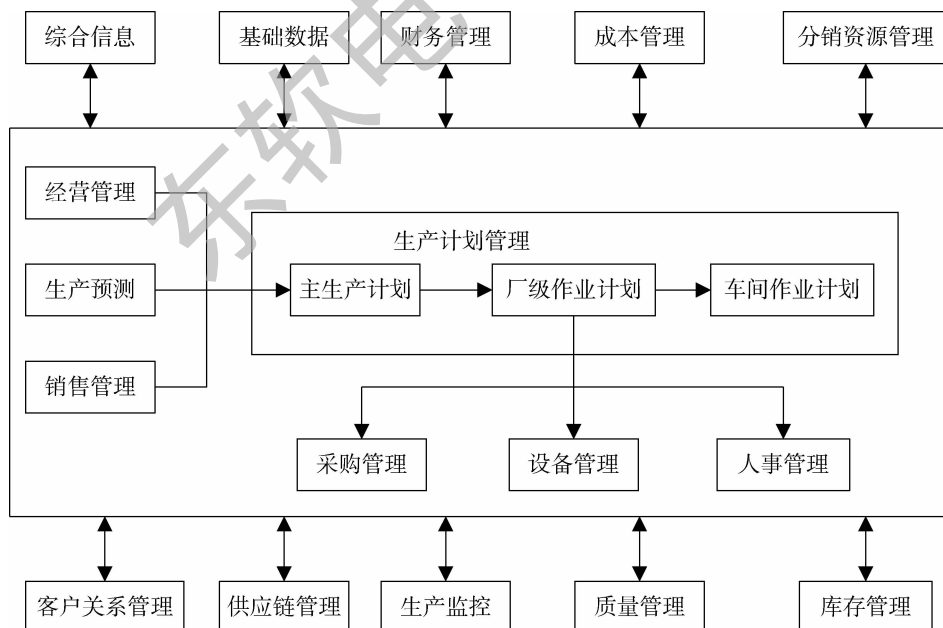 综合信息
基础数据
财务管理
成本管理
分销资源管理
东软电
经营管理
生产计划管理
生产预测
主生产计划
厂级作业计划
车间作业计划
销售管理
采购管理
设备管理
人事管理
客户关系管理
供应链管理
生产监控
质量管理
库存管理